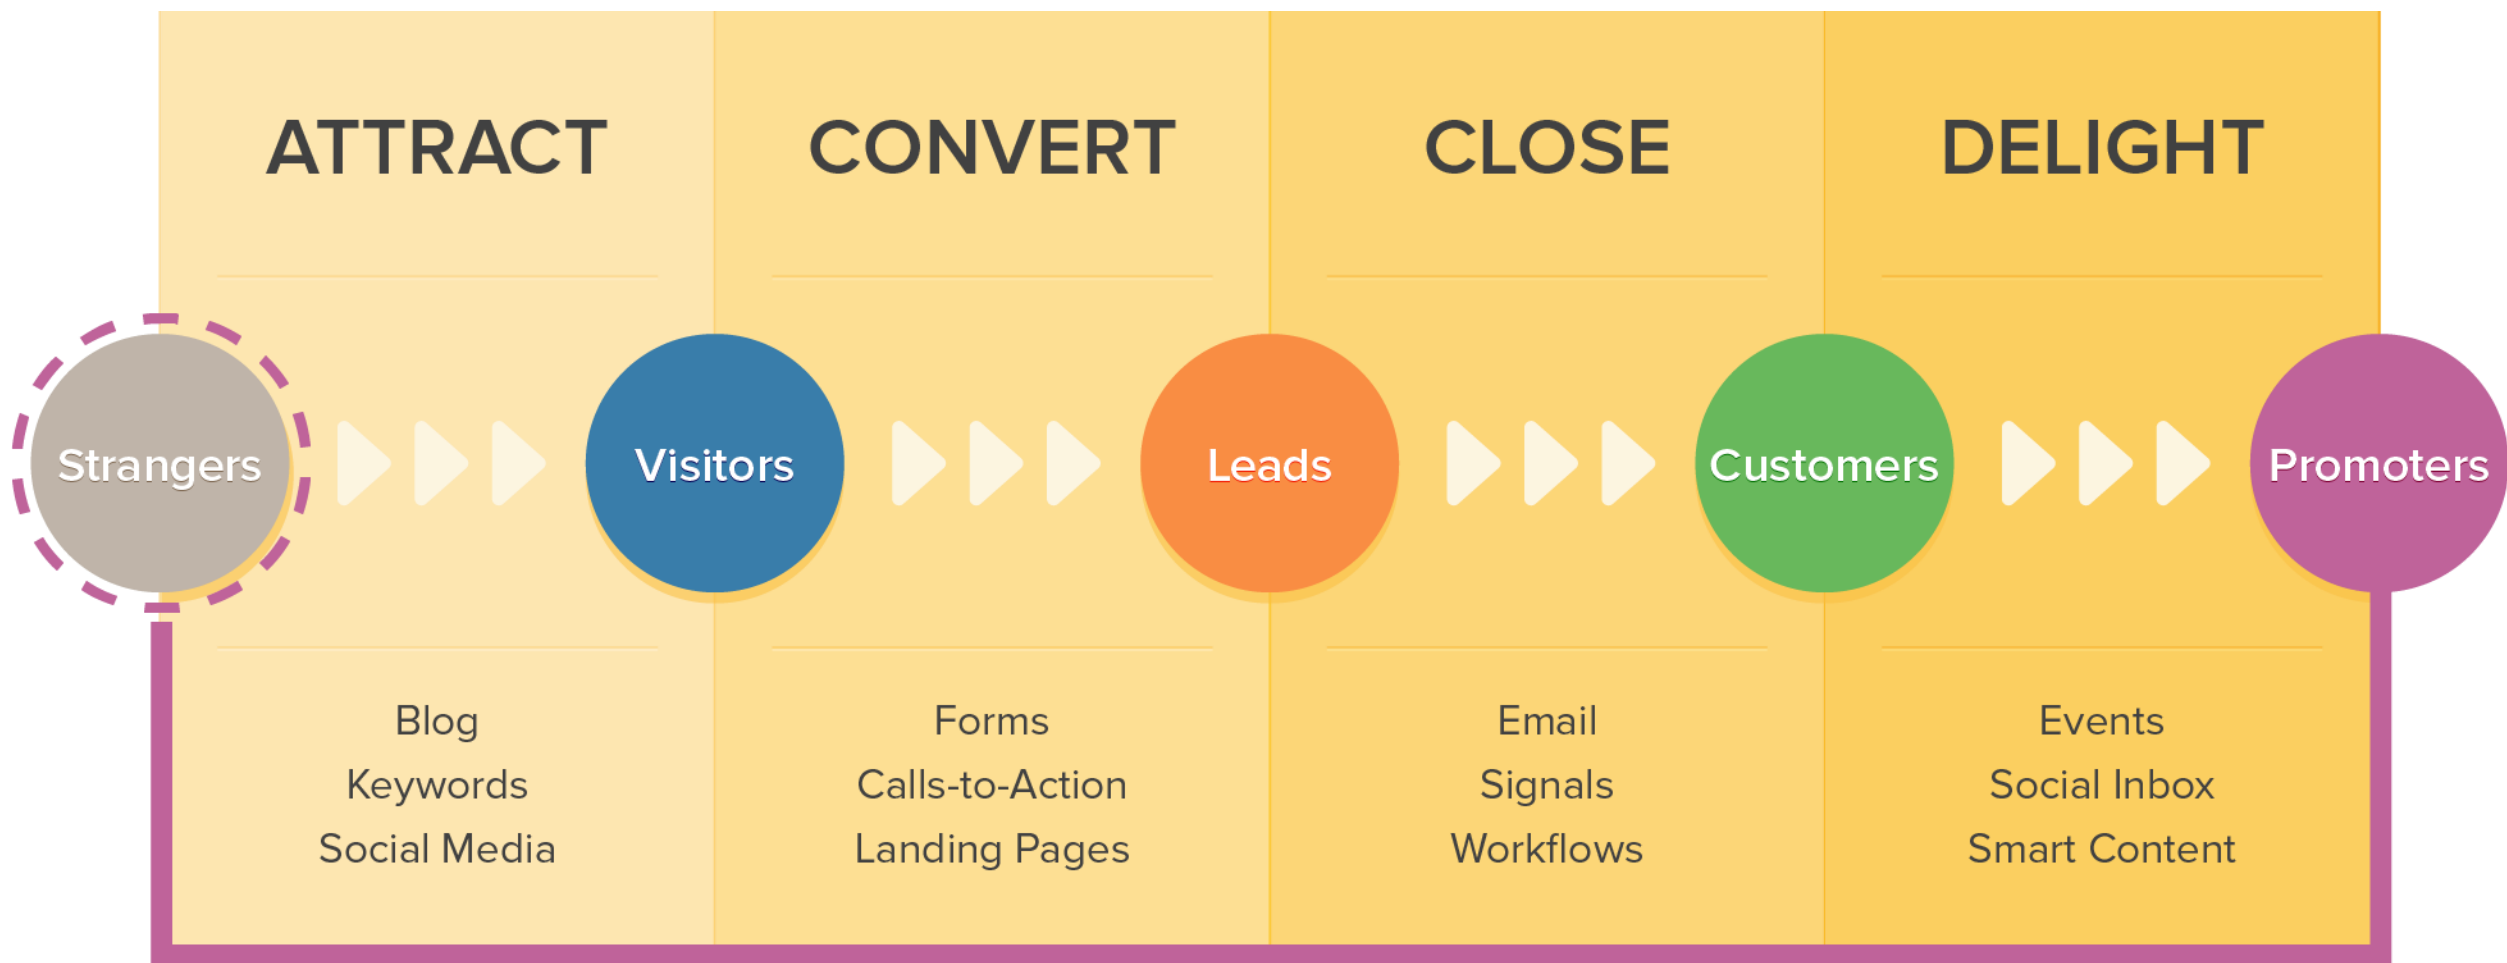 ATTRACT
CONVERT
CLOSE
DELIGHT
Strangers
Visitors
Leads
Customers
Promoters
Blog
Keywords
Social Media
Forms
Calls-to-Action
Landing Pages
Email
Signals
Workflows
Events
Social Inbox
Smart Content